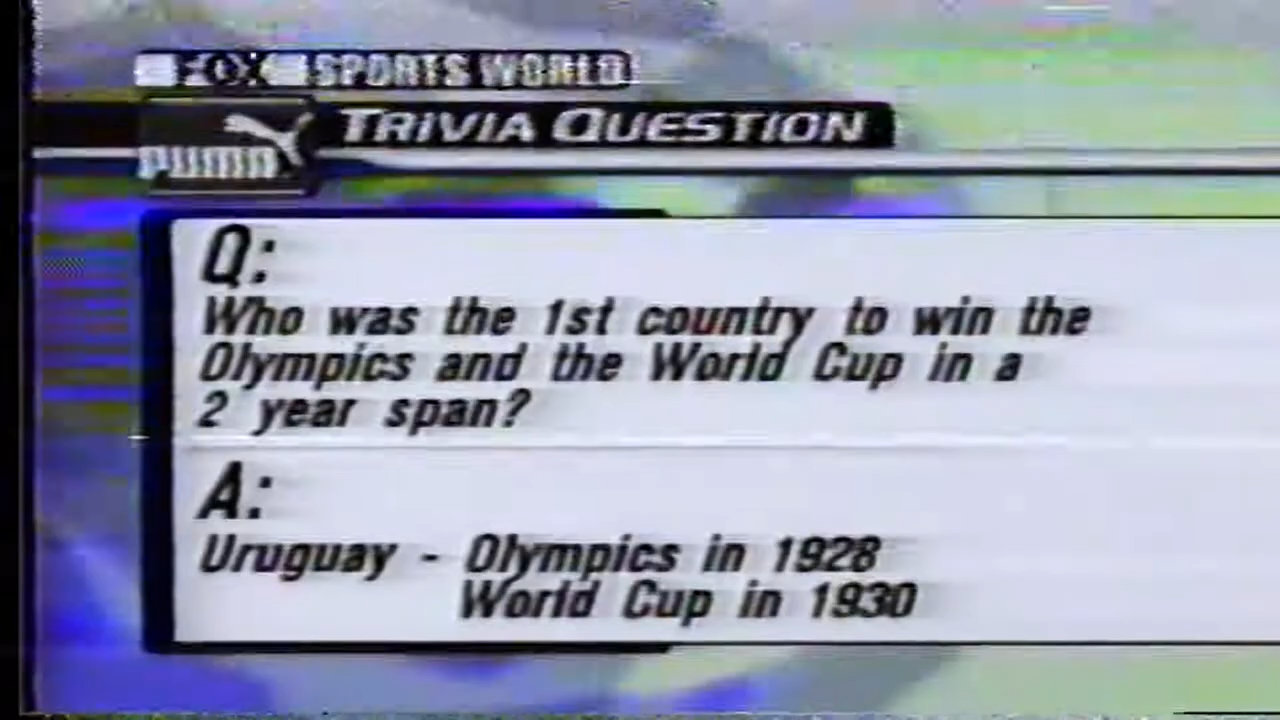 FOX SPORTS WORLD
PUMA TRIVIA QUESTION
Q:
Who was the 1st country to win the
Olympics and the World Cup in a
2 year span?
A:
Uruguay - Olympics in 1928
World Cup in 1930